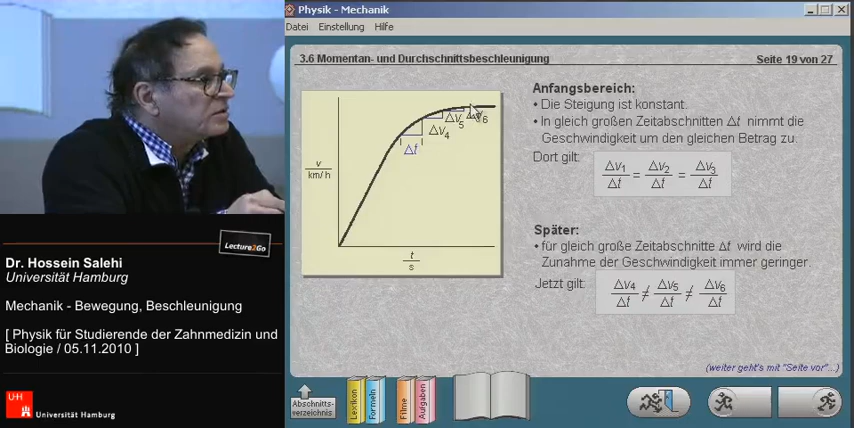 Physik - Mechanik
Datei Einstellung Hilfe
3.6 Momentan- und Durchschnittsbeschleunigung
Seite 19 von 27
v
km/h
Δt
Δv4
Δv5
Δv6
t
s
Anfangsbereich:
• Die Steigung ist konstant.
• In gleich großen Zeitabschnitten Δt nimmt die
Geschwindigkeit um den gleichen Betrag zu.
Dort gilt:
Δv1/Δt = Δv2/Δt = Δv3/Δt
Später:
• für gleich große Zeitabschnitte Δt wird die
Zunahme der Geschwindigkeit immer geringer.
Jetzt gilt:
Δv4/Δt ≠ Δv5/Δt ≠ Δv6/Δt
(weiter geht's mit "Seite vor"...)
Abschnitts-
verzeichnis
Lexikon
Formeln
Filme
Aufgaben
Lecture2Go
Dr. Hossein Salehi
Universität Hamburg
Mechanik - Bewegung, Beschleunigung
[ Physik für Studierende der Zahnmedizin und
Biologie / 05.11.2010 ]
UH
Universität Hamburg